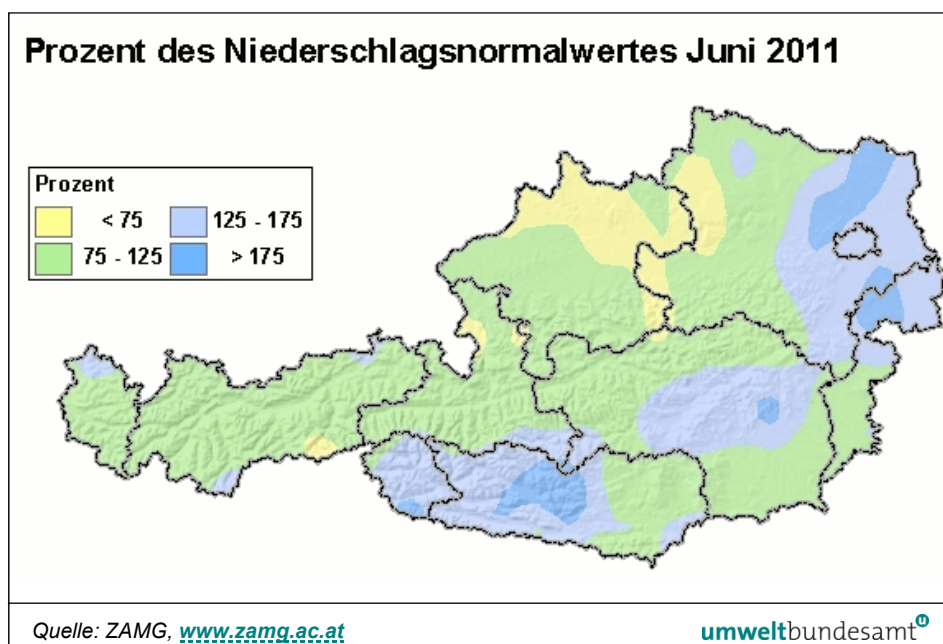 Prozent des Niederschlagsnormalwertes Juni 2011
Prozent
< 75
125 - 175
75 - 125
> 175
Quelle: ZAMG, www.zamg.ac.at
umweltbundesamt
u